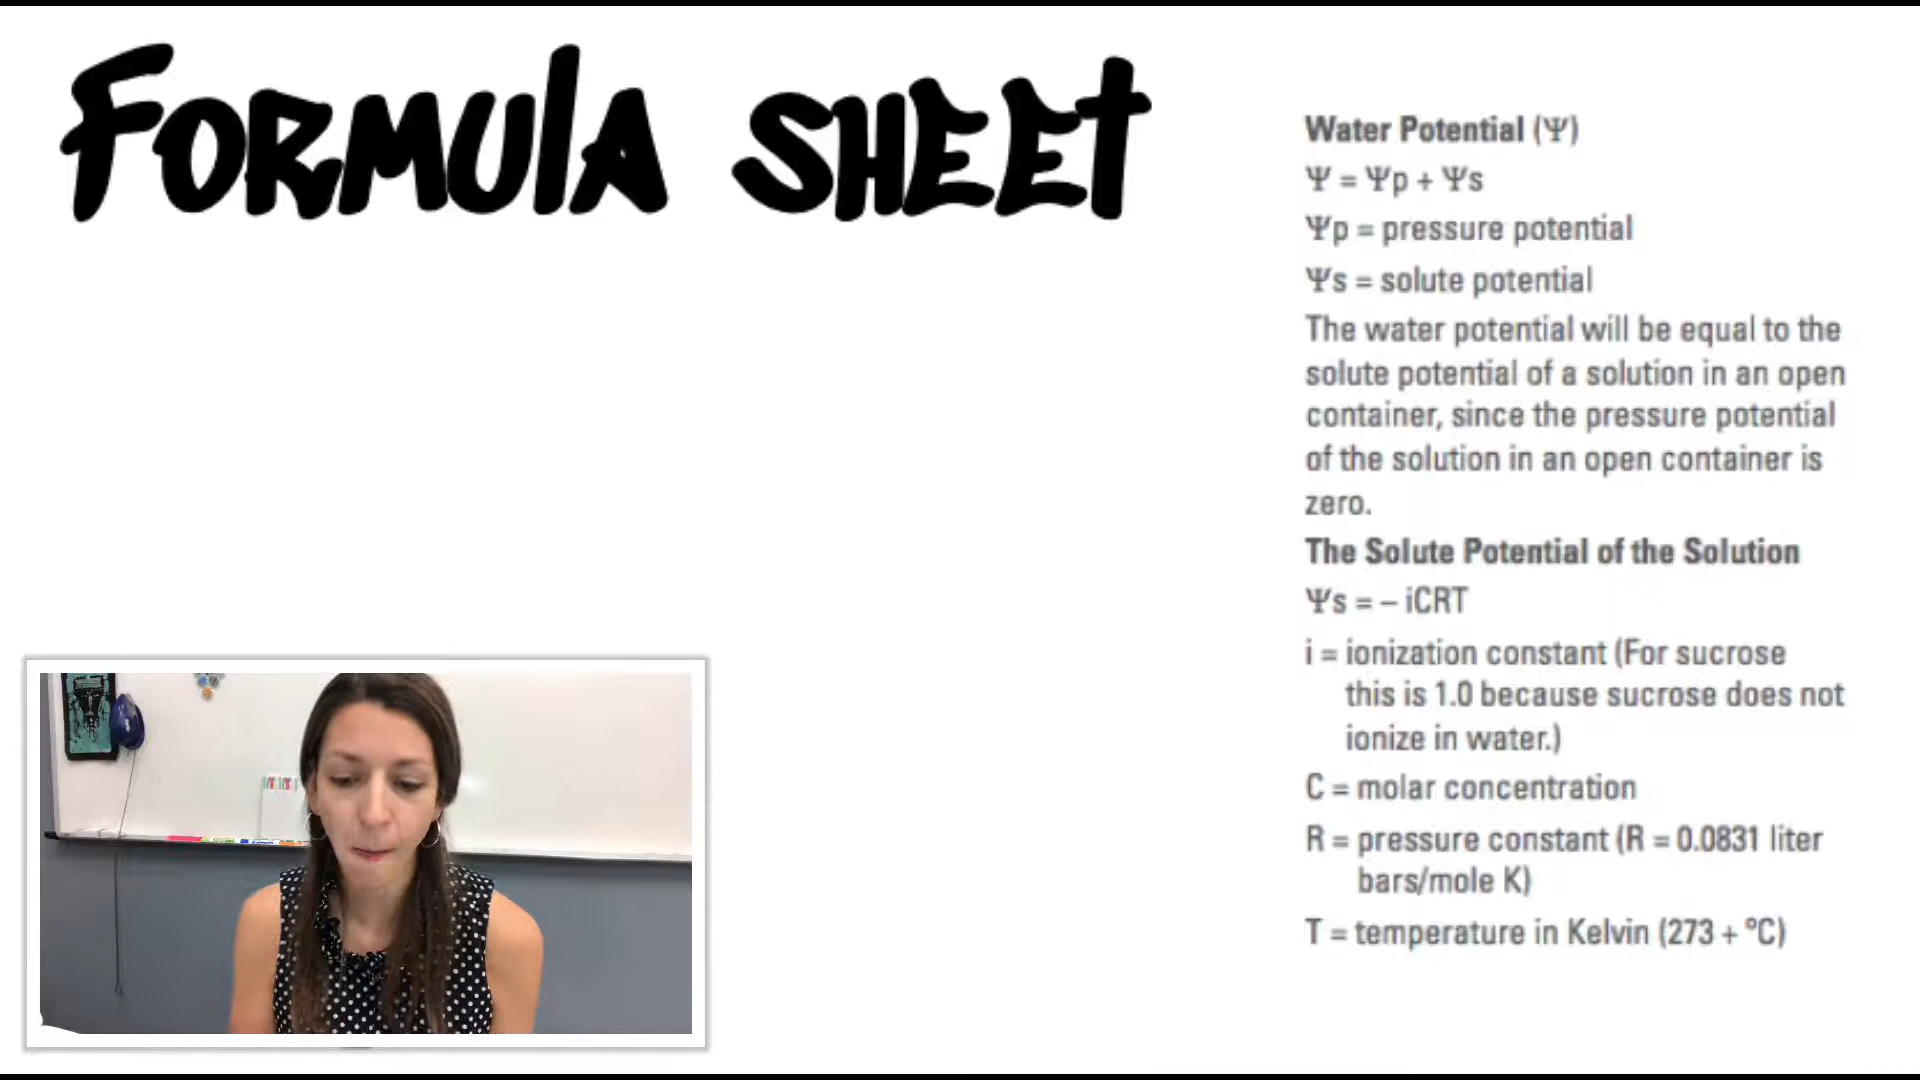 FORMULA SHEET
Water Potential (Ψ)
Ψ = Ψp + Ψs
Ψp = pressure potential
Ψs = solute potential
The water potential will be equal to the
solute potential of a solution in an open
container, since the pressure potential
of the solution in an open container is
zero.
The Solute Potential of the Solution
Ψs = – iCRT
i = ionization constant (For sucrose
this is 1.0 because sucrose does not
ionize in water.)
C = molar concentration
R = pressure constant (R = 0.0831 liter
bars/mole K)
T = temperature in Kelvin (273 + °C)